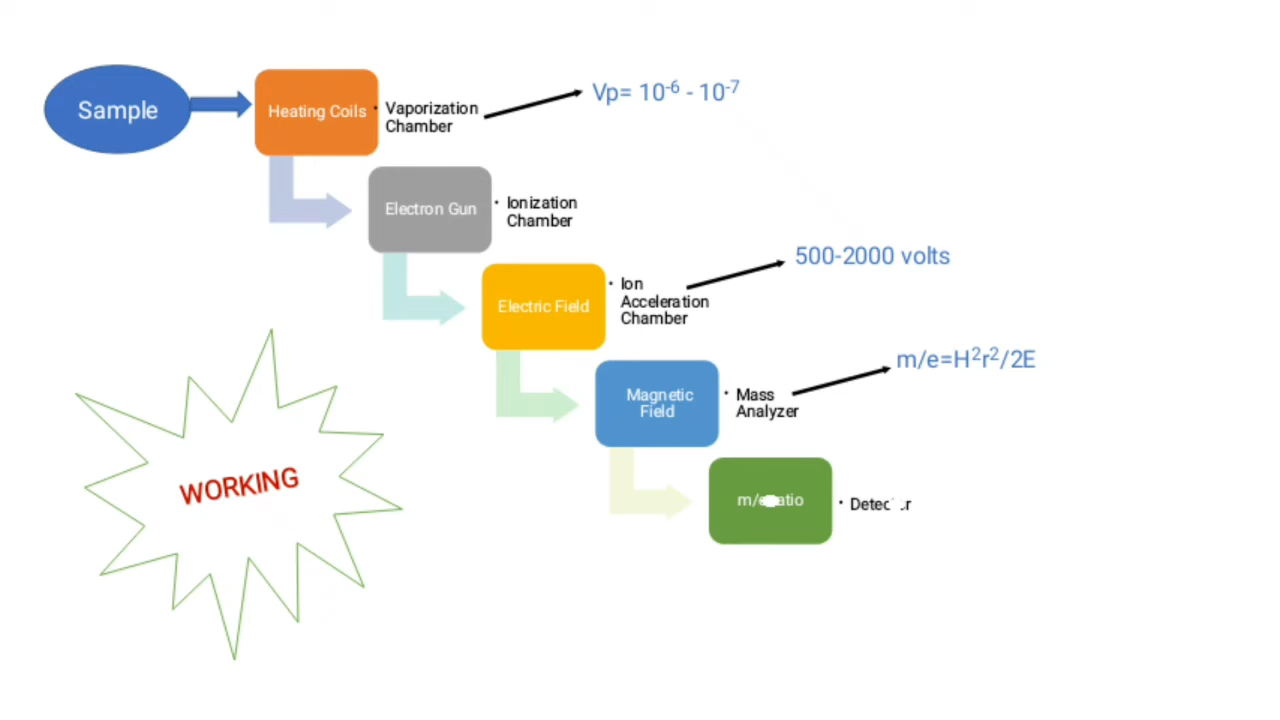 Sample
Heating Coils
• Vaporization
Chamber
Vp= 10⁻⁶ - 10⁻⁷
Electron Gun
• Ionization
Chamber
Electric Field
• Ion
Acceleration
Chamber
500-2000 volts
Magnetic
Field
• Mass
Analyzer
m/e=H²r²/2E
WORKING